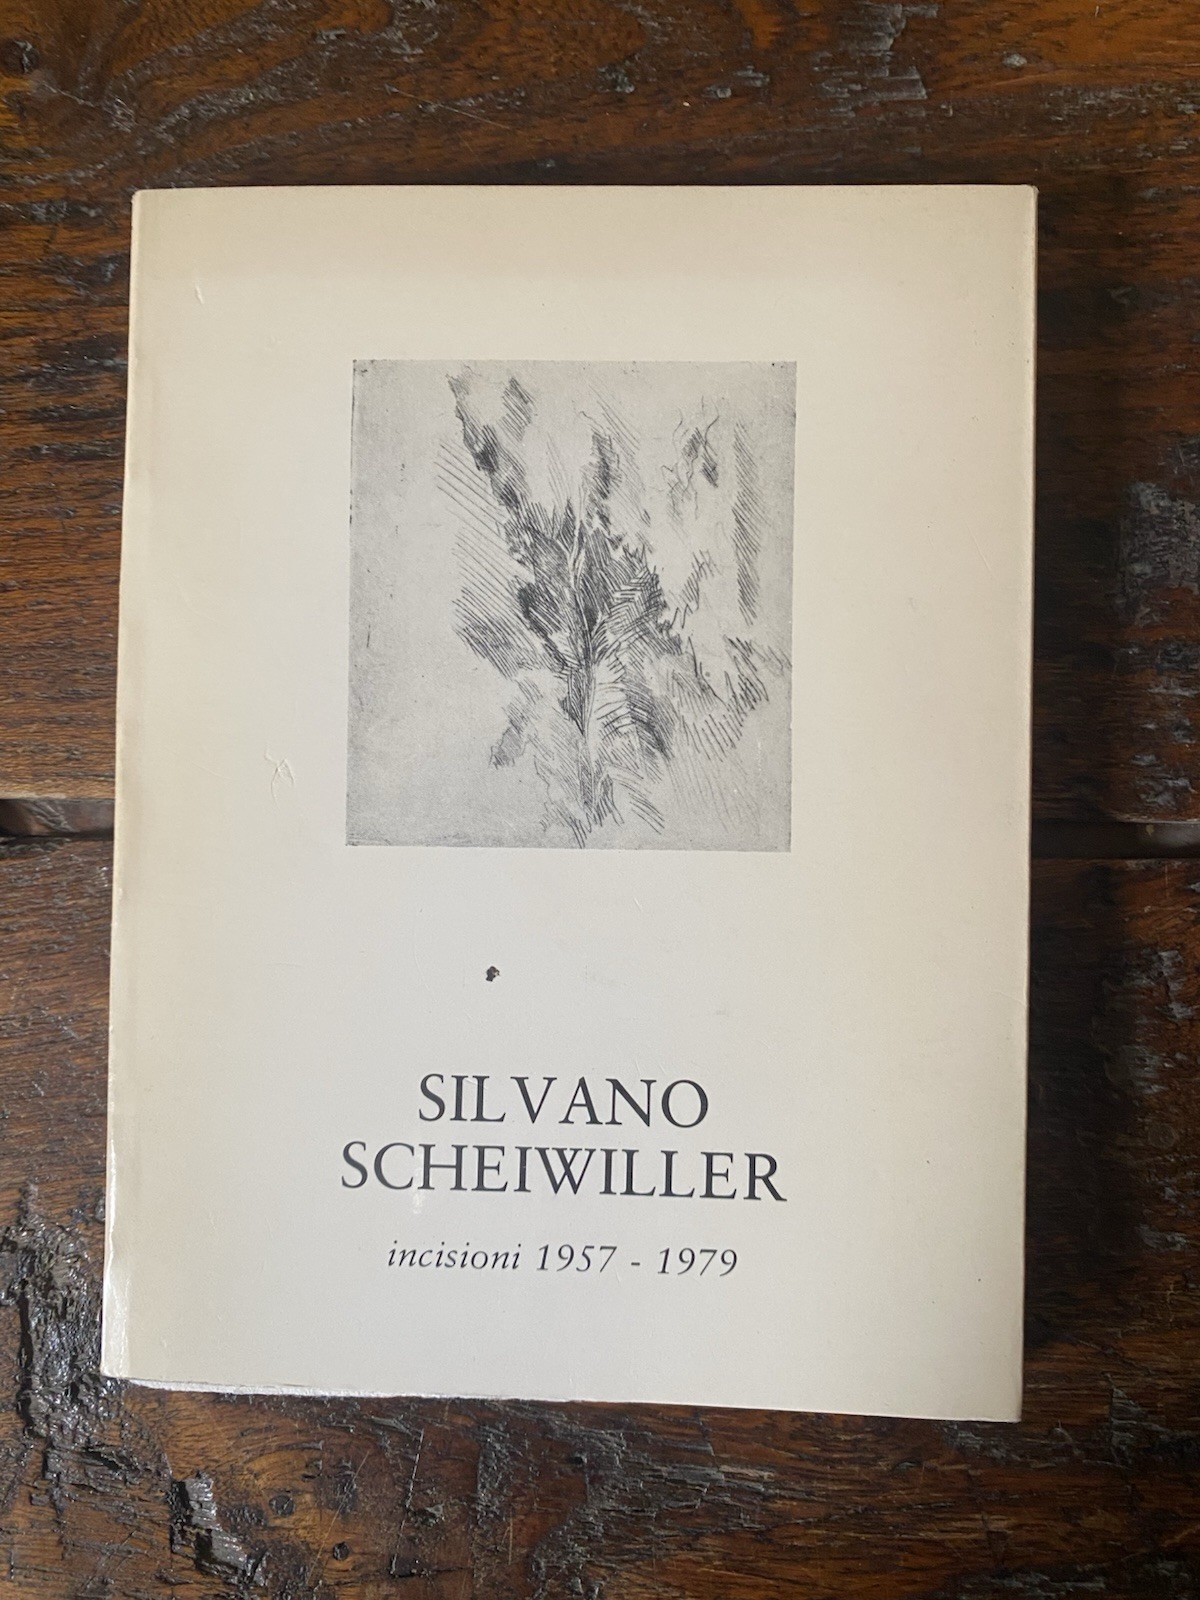 SILVANO
SCHEIWILLER
incisioni 1957 - 1979